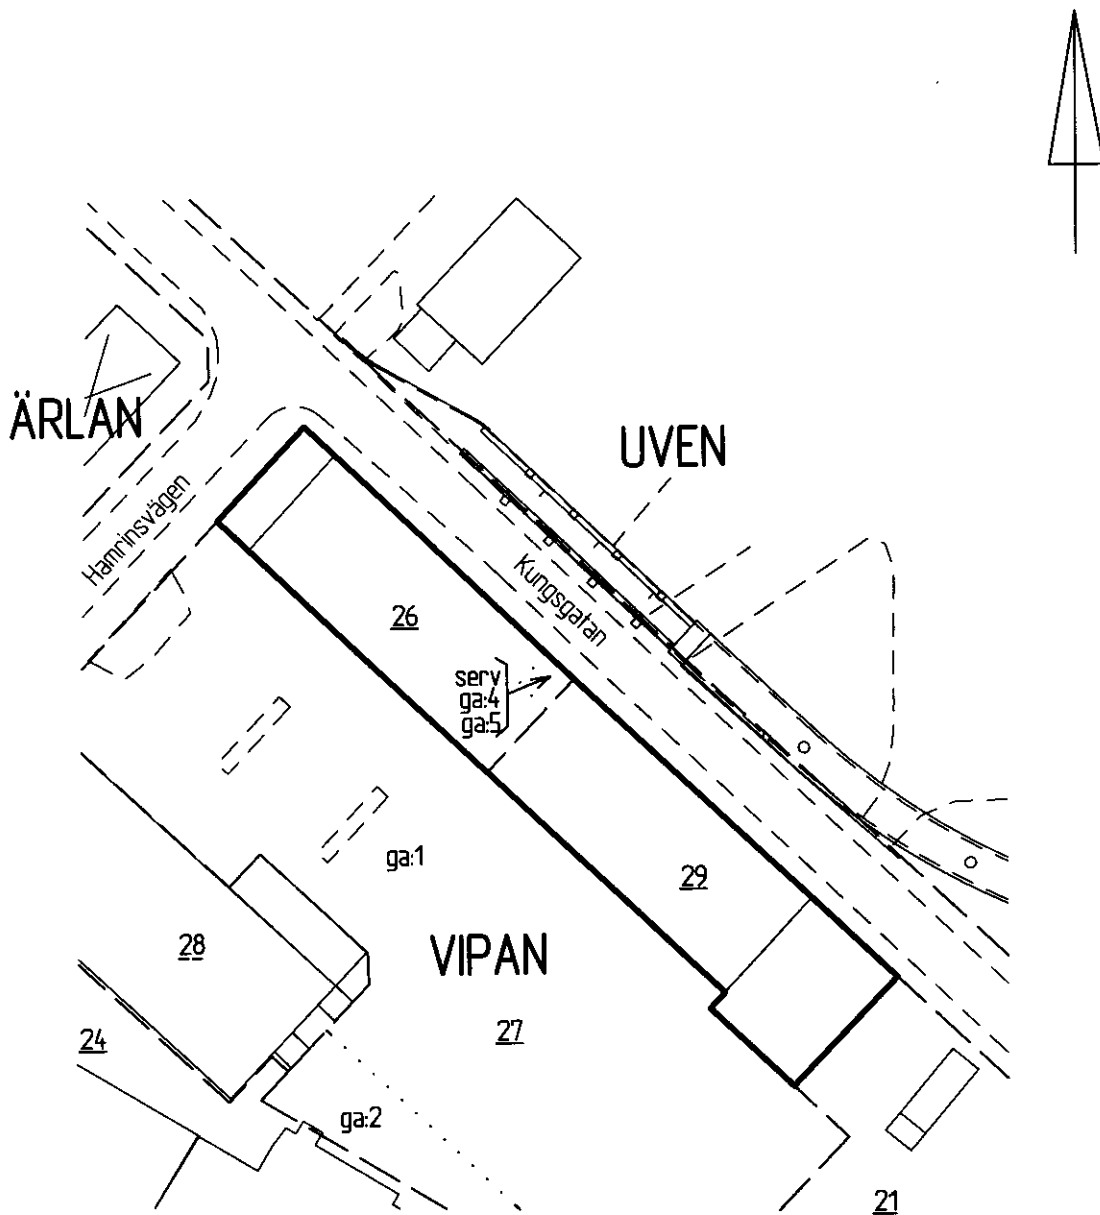 ÄRLAN
UVEN
Hamrinsvägen
Kungsgatan
26
serv
ga:4
ga:5
ga:1
29
28
VIPAN
27
24
ga:2
21